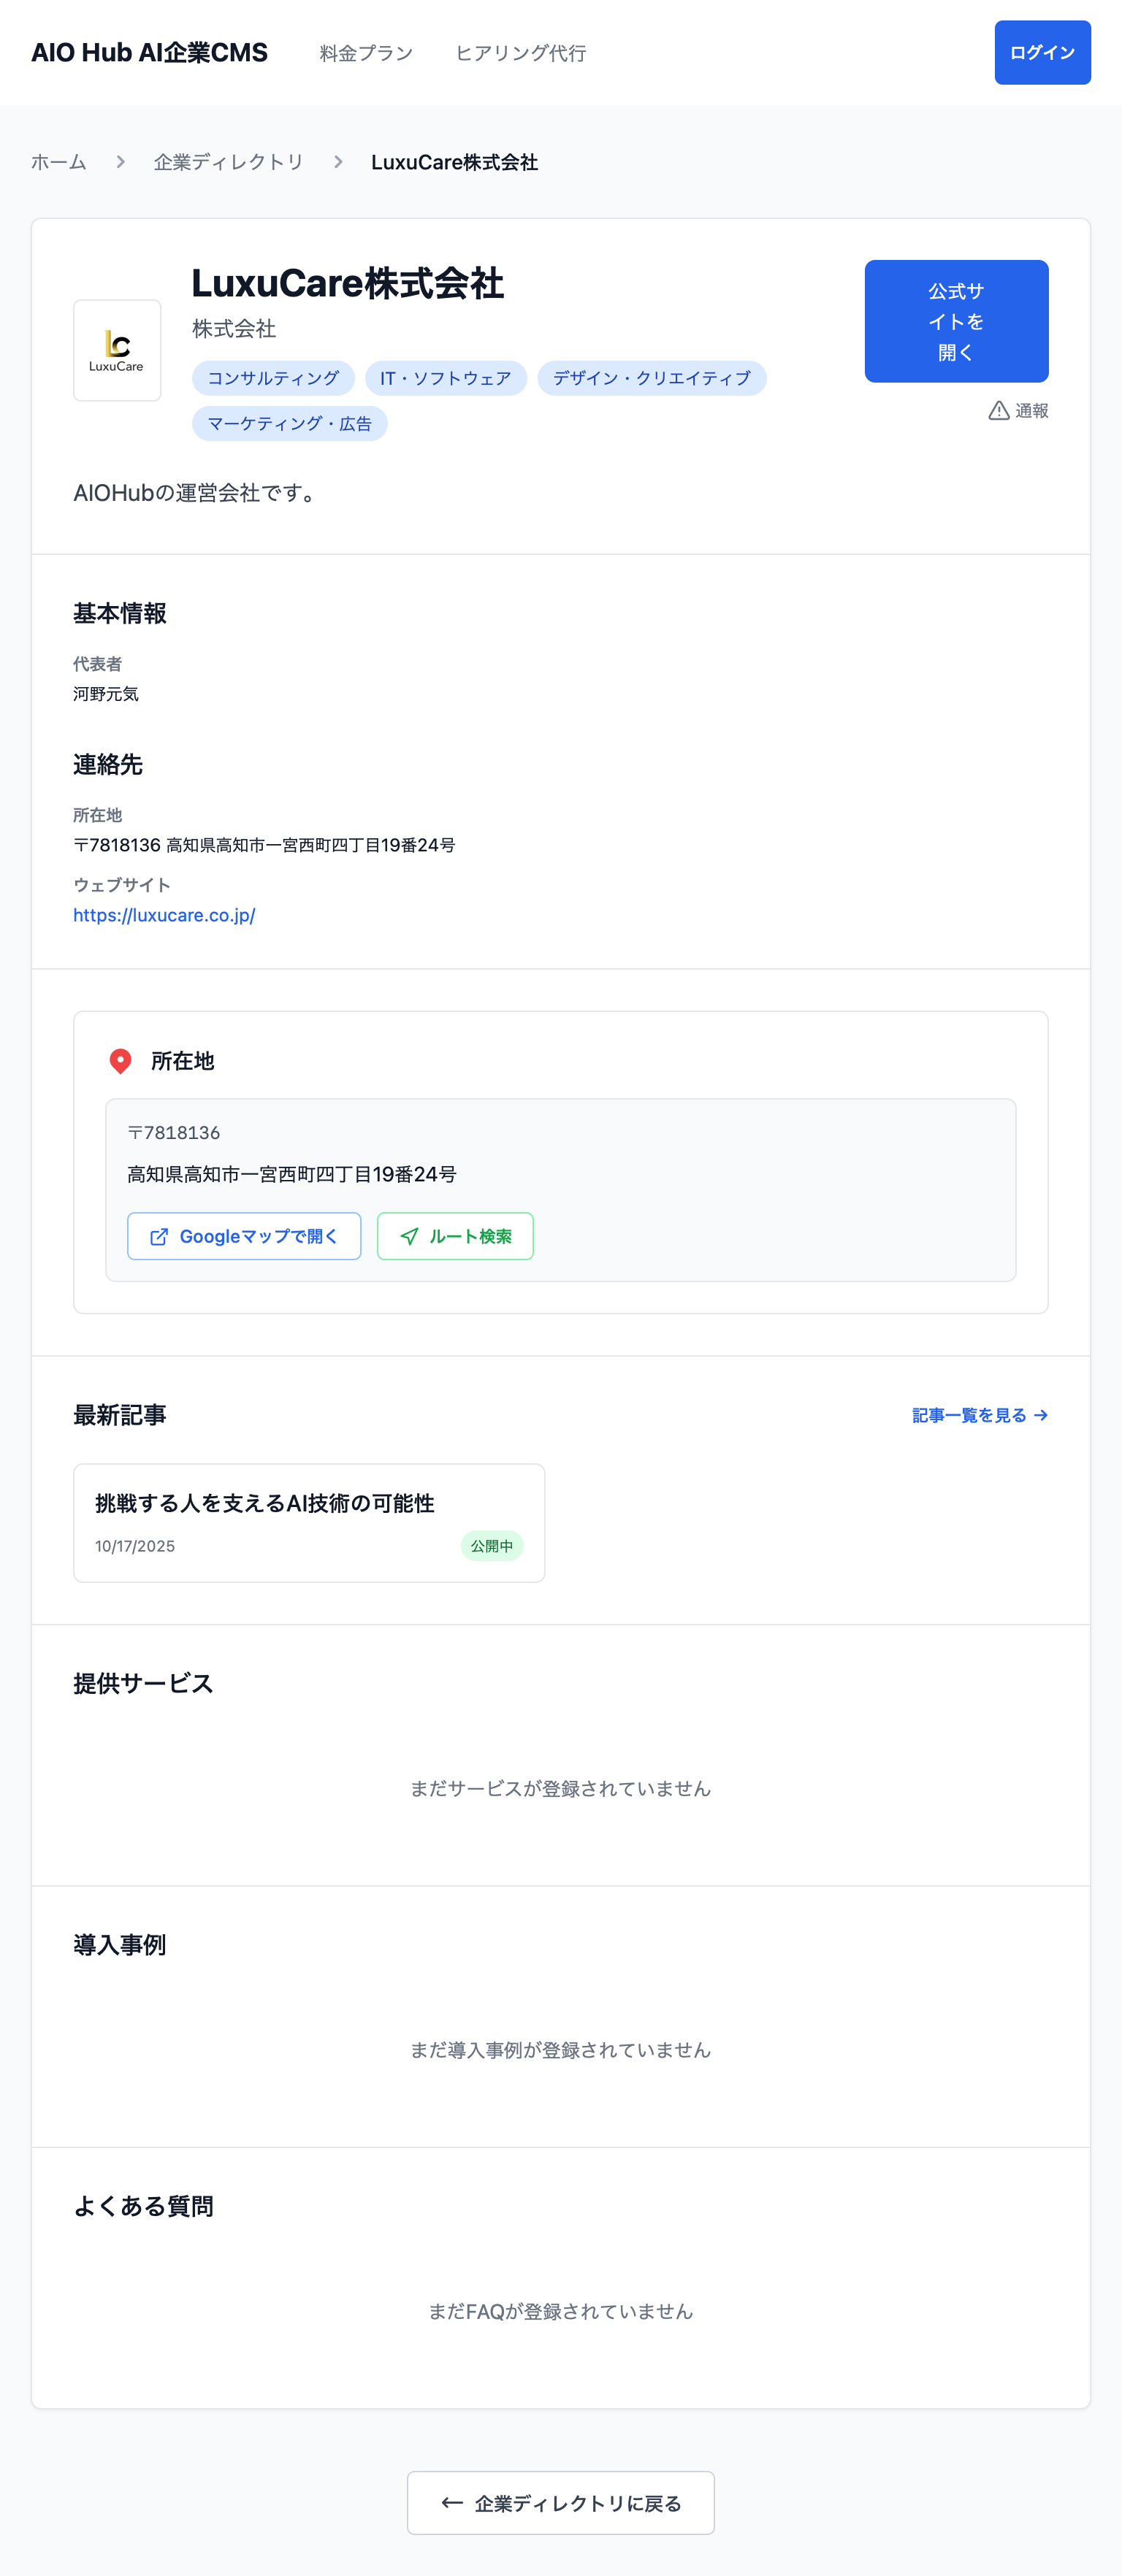 AIO Hub AI企業CMS 料金プラン ヒアリング代行 ログイン
ホーム 企業ディレクトリ LuxuCare株式会社
LuxuCare
LuxuCare株式会社
株式会社
コンサルティング IT・ソフトウェア デザイン・クリエイティブ
マーケティング・広告
公式サ
イトを
開く
通報
AIOHubの運営会社です。
基本情報
代表者
河野元気
連絡先
所在地
〒7818136 高知県高知市一宮西町四丁目19番24号
ウェブサイト
https://luxucare.co.jp/
所在地
〒7818136
高知県高知市一宮西町四丁目19番24号
Googleマップで開く ルート検索
最新記事 記事一覧を見る →
挑戦する人を支えるAI技術の可能性
10/17/2025 公開中
提供サービス
まだサービスが登録されていません
導入事例
まだ導入事例が登録されていません
よくある質問
まだFAQが登録されていません
← 企業ディレクトリに戻る